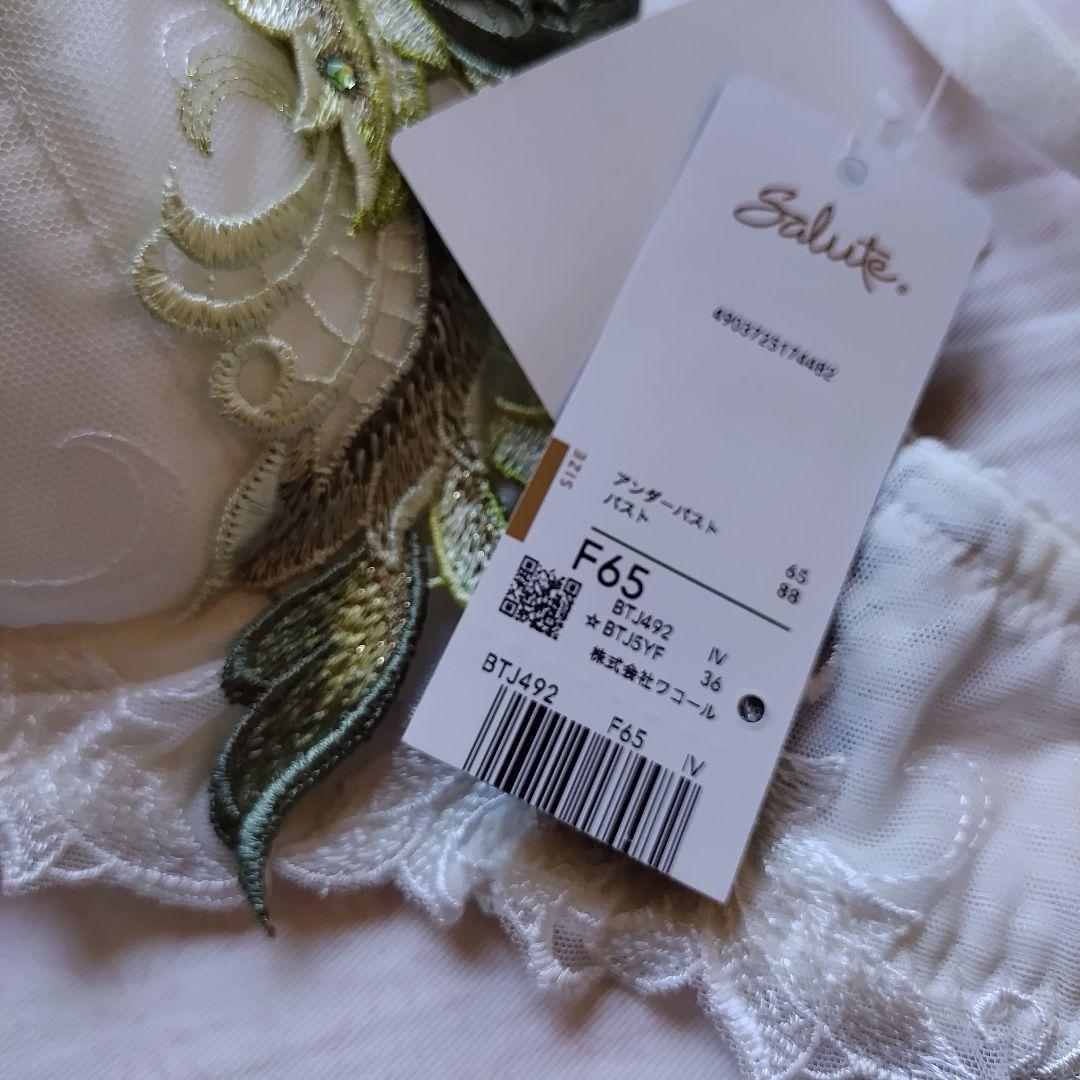 Salute®
4903725174482
SIZE
アンダーバスト 65
バスト 88
F65
BTJ492 IV
☆BTJ5YF 36
株式会社ワコール
BTJ492 F65 IV